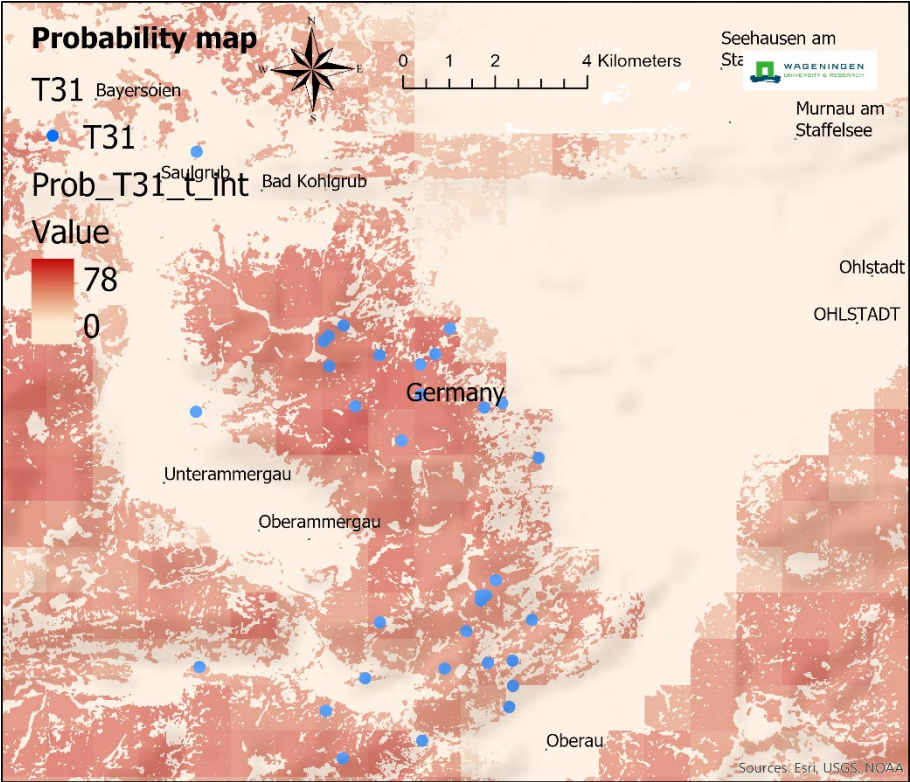 Probability map
N
W
E
S
0 1 2 4 Kilometers
Seehausen am
Sta
WAGENINGEN
UNIVERSITY & RESEARCH
Murnau am
Staffelsee
T31
Bayersoien
T31
Saulgrub
Bad Kohlgrub
Prob_T31_t_int
Value
78
0
Ohlstadt
OHLSTADT
Germany
Unterammergau
Oberammergau
Oberau
Sources: Esri, USGS, NOAA